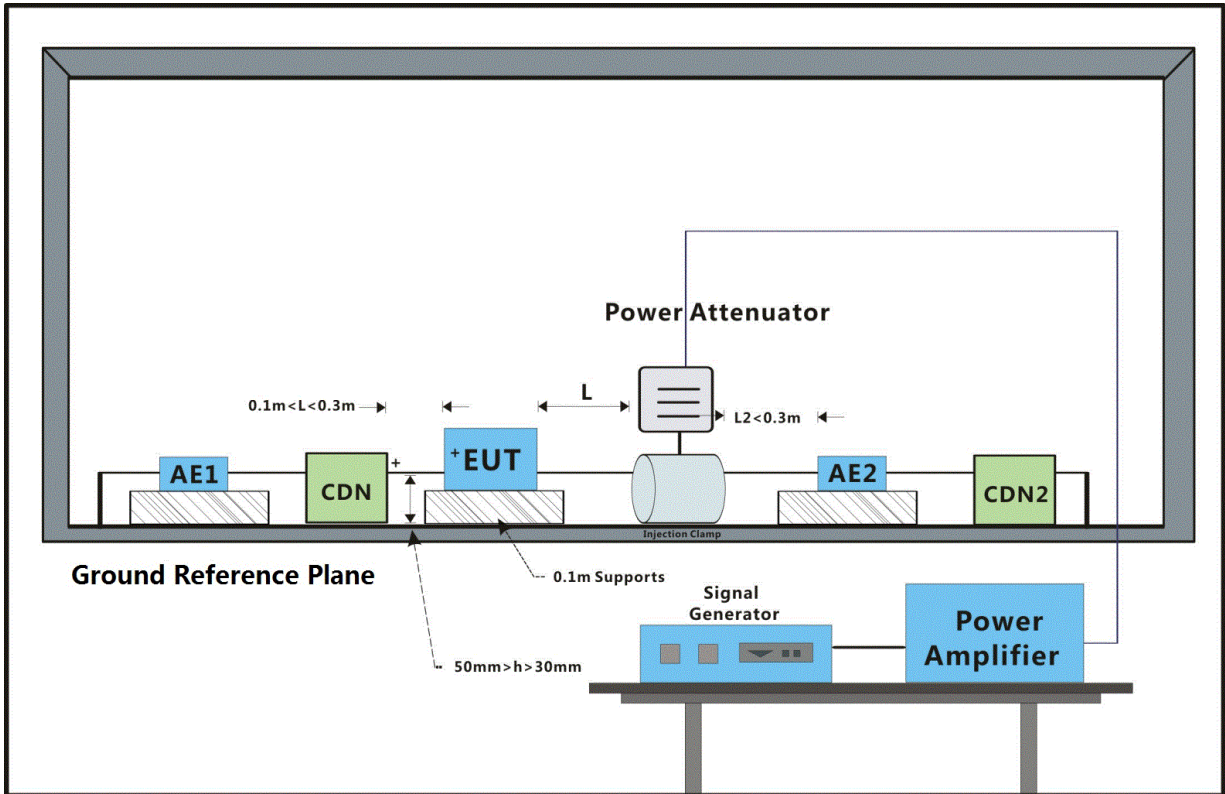 Power Attenuator
0.1m<L<0.3m
L
L2<0.3m
AE1
CDN
+
+EUT
AE2
CDN2
Injection Clamp
Ground Reference Plane
0.1m Supports
50mm>h>30mm
Signal
Generator
Power
Amplifier